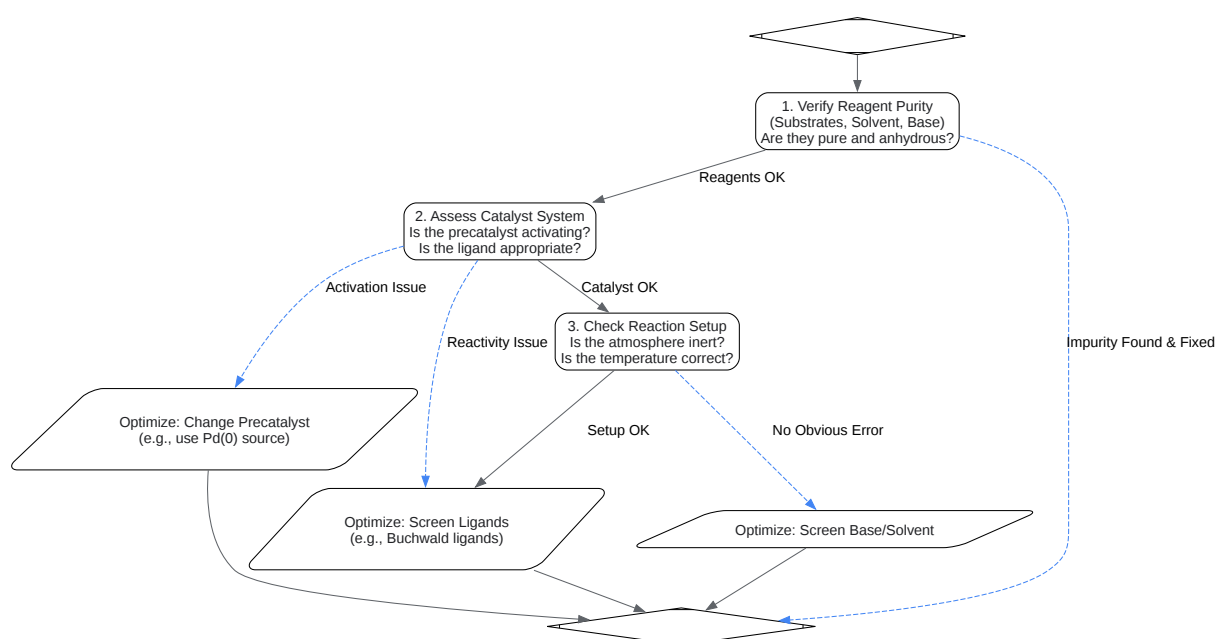 1. Verify Reagent Purity
(Substrates, Solvent, Base)
Are they pure and anhydrous?
Reagents OK
2. Assess Catalyst System
Is the precatalyst activating?
Is the ligand appropriate?
Activation Issue
Catalyst OK
3. Check Reaction Setup
Is the atmosphere inert?
Is the temperature correct?
Reactivity Issue
Impurity Found & Fixed
Optimize: Change Precatalyst
(e.g., use Pd(0) source)
Setup OK
No Obvious Error
Optimize: Screen Ligands
(e.g., Buchwald ligands)
Optimize: Screen Base/Solvent